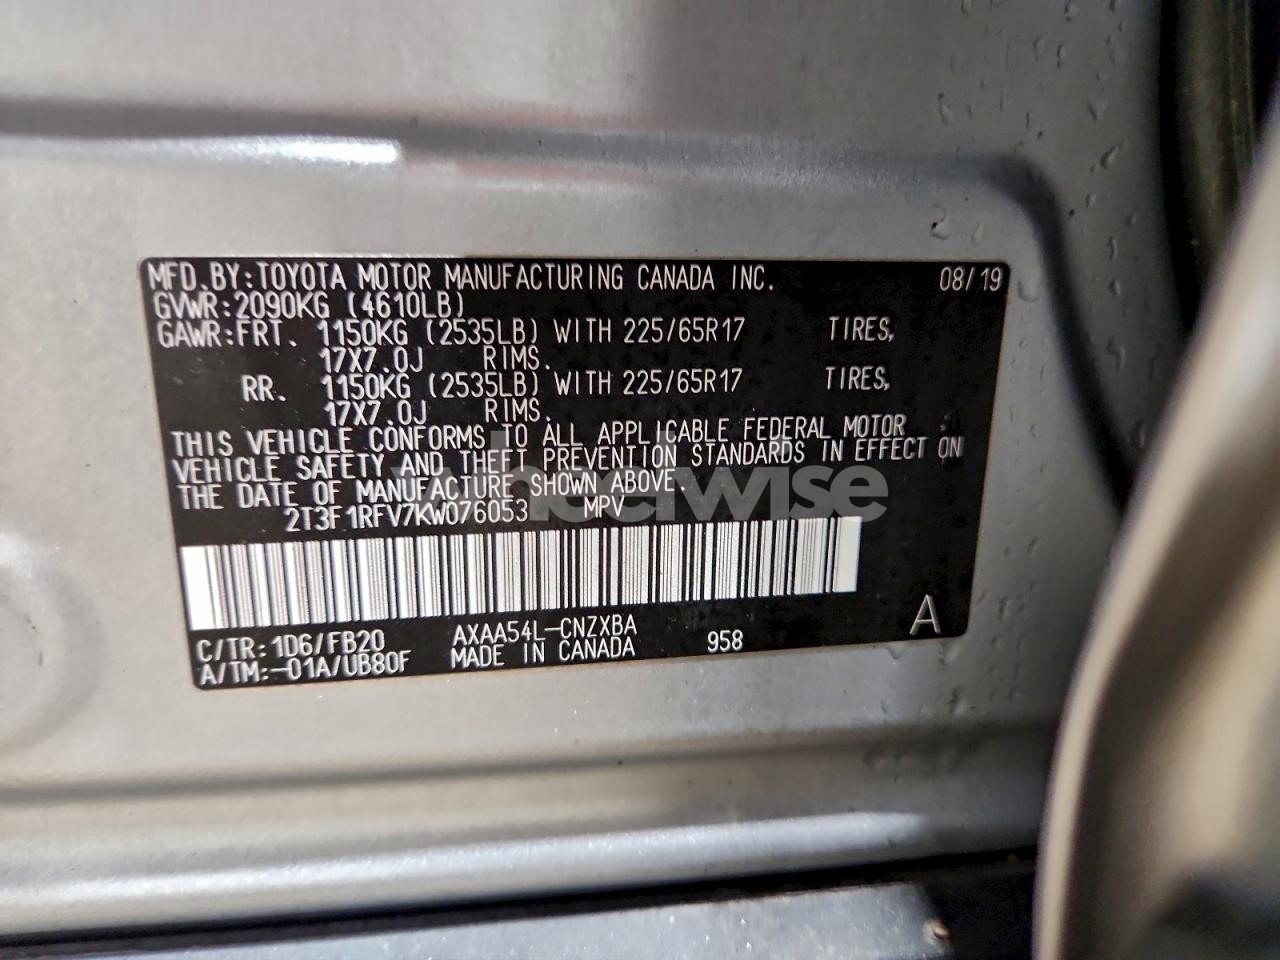 MFD.BY:TOYOTA MOTOR MANUFACTURING CANADA INC. 08/19
GVWR:2090KG (4610LB)
GAWR:FRT. 1150KG (2535LB) WITH 225/65R17 TIRES,
17X7.0J RIMS.
RR. 1150KG (2535LB) WITH 225/65R17 TIRES,
17X7.0J RIMS.
THIS VEHICLE CONFORMS TO ALL APPLICABLE FEDERAL MOTOR
VEHICLE SAFETY AND THEFT PREVENTION STANDARDS IN EFFECT ON
THE DATE OF MANUFACTURE SHOWN ABOVE.
wheelwise
2T3F1RFV7KW076053 MPV
C/TR:1D6/FB20 AXAA54L-CNZXBA 958 A
A/TM:-01A/UB80F MADE IN CANADA